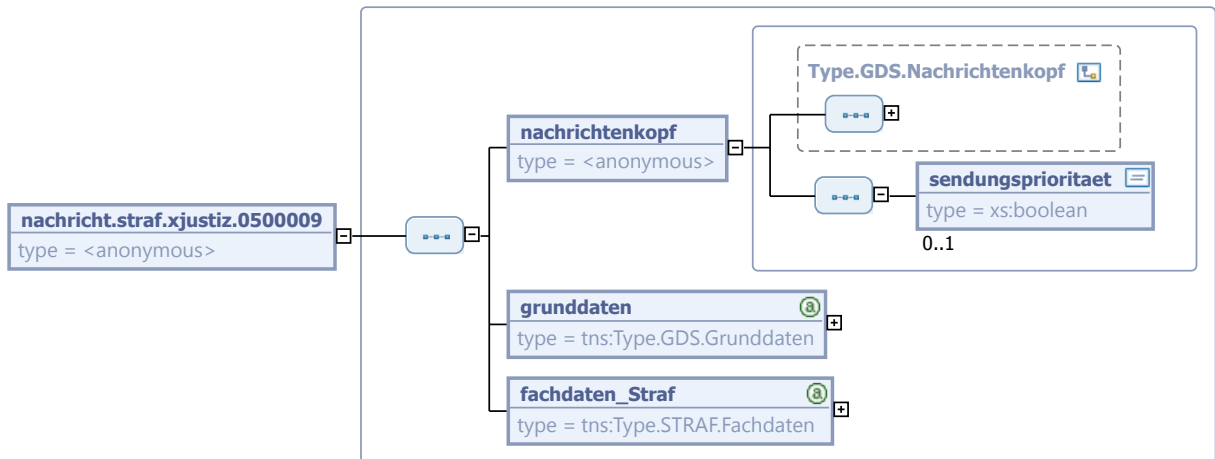 Type.GDS.Nachrichtenkopf
nachrichtenkopf
type = <anonymous>
sendungsprioritaet
type = xs:boolean
0..1
nachricht.straf.xjustiz.0500009
type = <anonymous>
grunddaten
type = tns:Type.GDS.Grunddaten
fachdaten_Straf
type = tns:Type.STRAF.Fachdaten